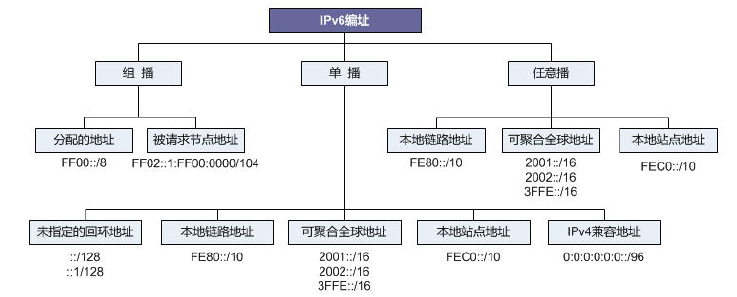 IPv6编址
组 播
单 播
任意播
分配的地址
被请求节点地址
本地链路地址
可聚合全球地址
本地站点地址
FF00::/8
FF02::1:FF00:0000/104
FE80::/10
2001::/16
2002::/16
3FFE::/16
FEC0::/10
未指定的回环地址
本地链路地址
可聚合全球地址
本地站点地址
IPv4兼容地址
::/128
::1/128
FE80::/10
2001::/16
2002::/16
3FFE::/16
FEC0::/10
0:0:0:0:0:0::/96